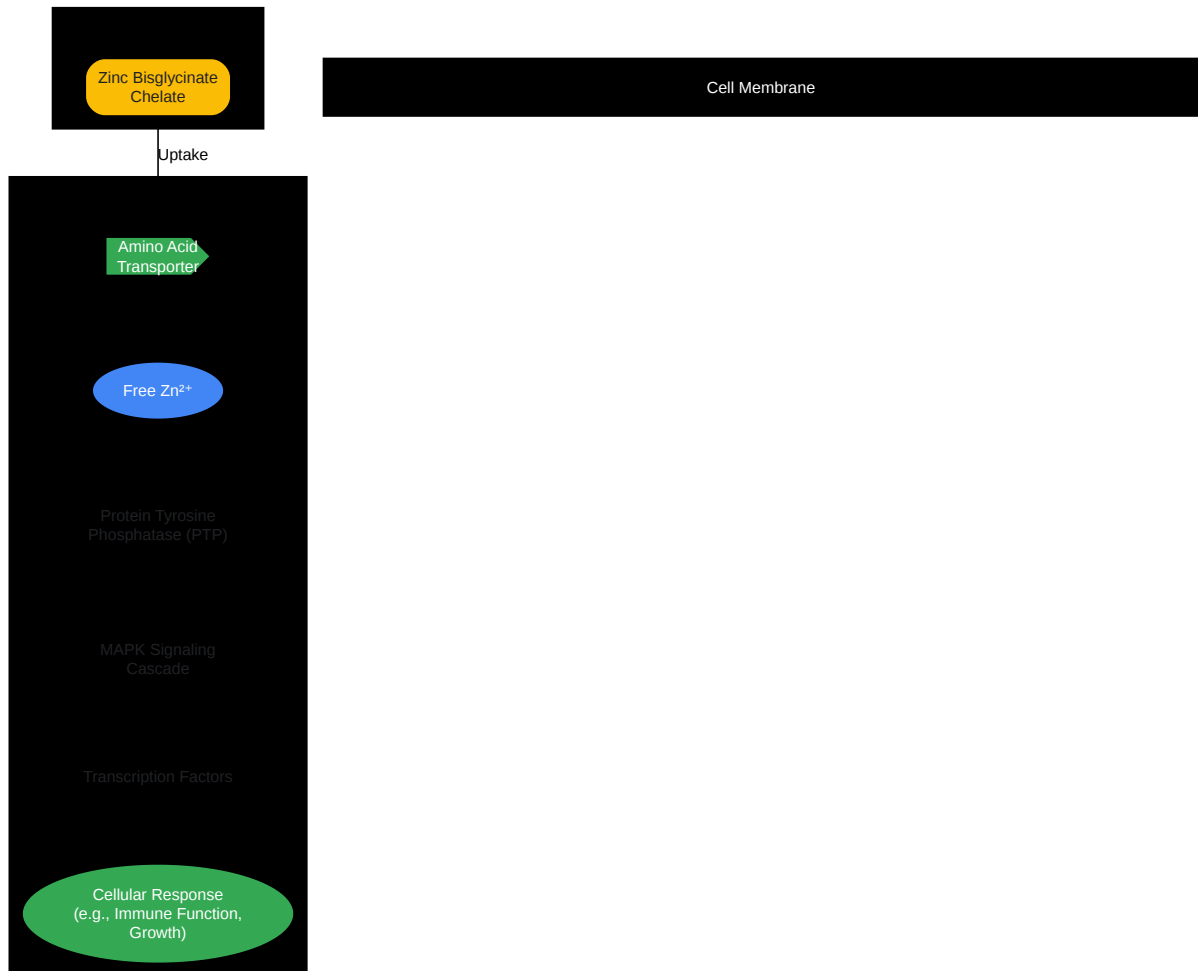 Zinc Bisglycinate
Chelate
Cell Membrane
Uptake
Amino Acid
Transporter
Free Zn²⁺
Protein Tyrosine
Phosphatase (PTP)
MAPK Signaling
Cascade
Transcription Factors
Cellular Response
(e.g., Immune Function,
Growth)